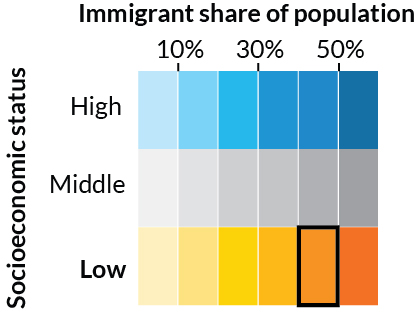 Immigrant share of population
10% 30% 50%
Socioeconomic status
High
Middle
Low